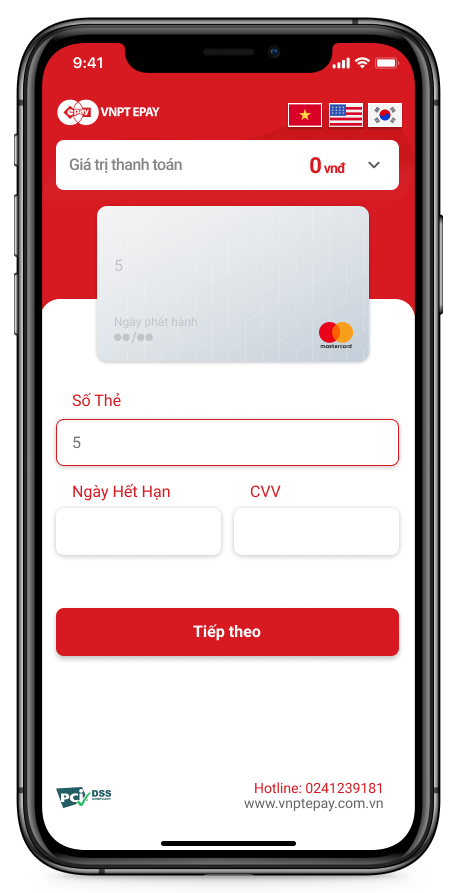 9:41
epay VNPT EPAY
Giá trị thanh toán 0 vnđ
5
Ngày phát hành
●●/●●
mastercard
Số Thẻ
5
Ngày Hết Hạn CVV
Tiếp theo
PCI DSS
COMPLIANT
Hotline: 0241239181
www.vnptepay.com.vn